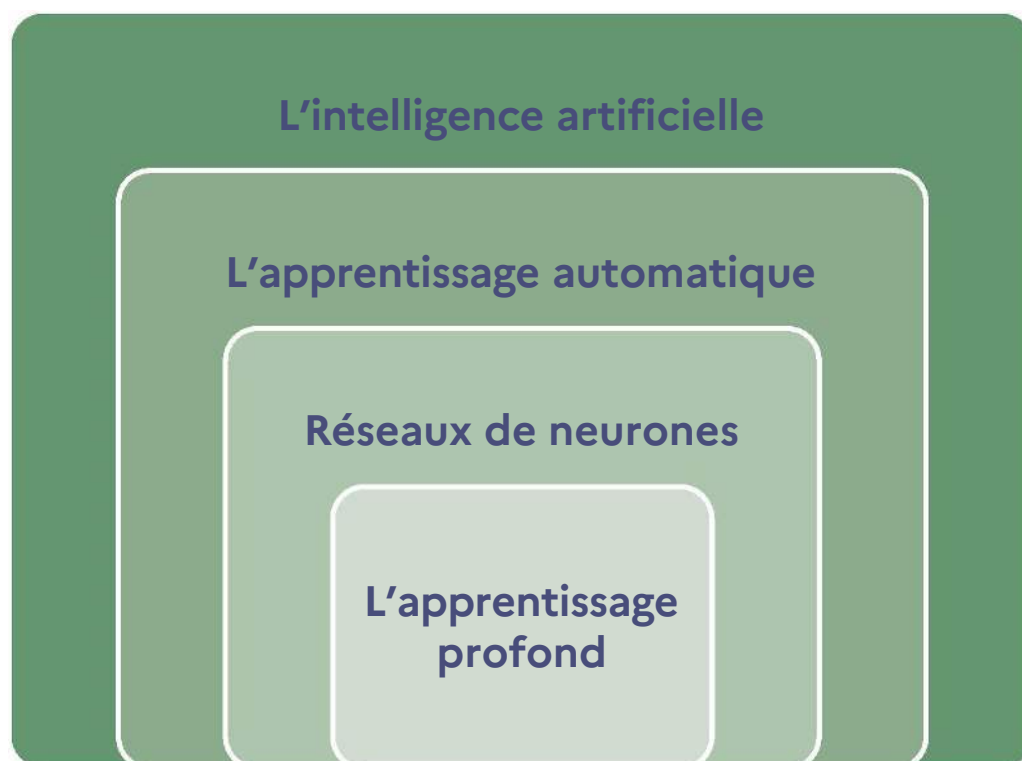 L’intelligence artificielle
L’apprentissage automatique
Réseaux de neurones
L’apprentissage
profond